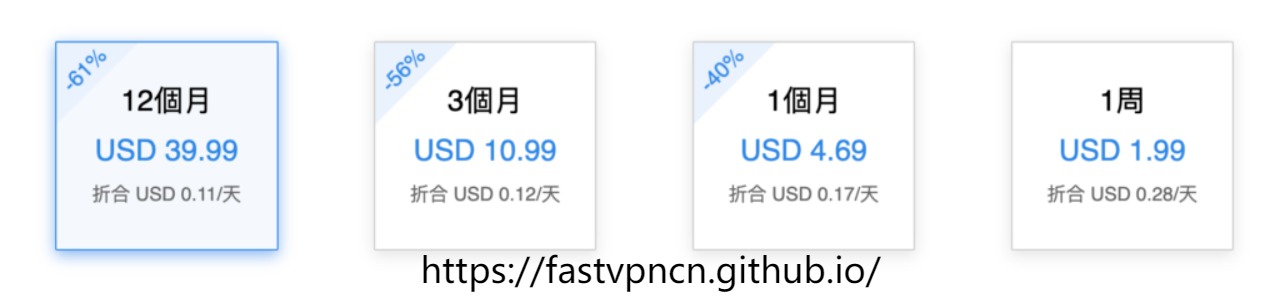 -61%
12個月
USD 39.99
折合 USD 0.11/天
-56%
3個月
USD 10.99
折合 USD 0.12/天
-40%
1個月
USD 4.69
折合 USD 0.17/天
1周
USD 1.99
折合 USD 0.28/天
https://fastvpncn.github.io/